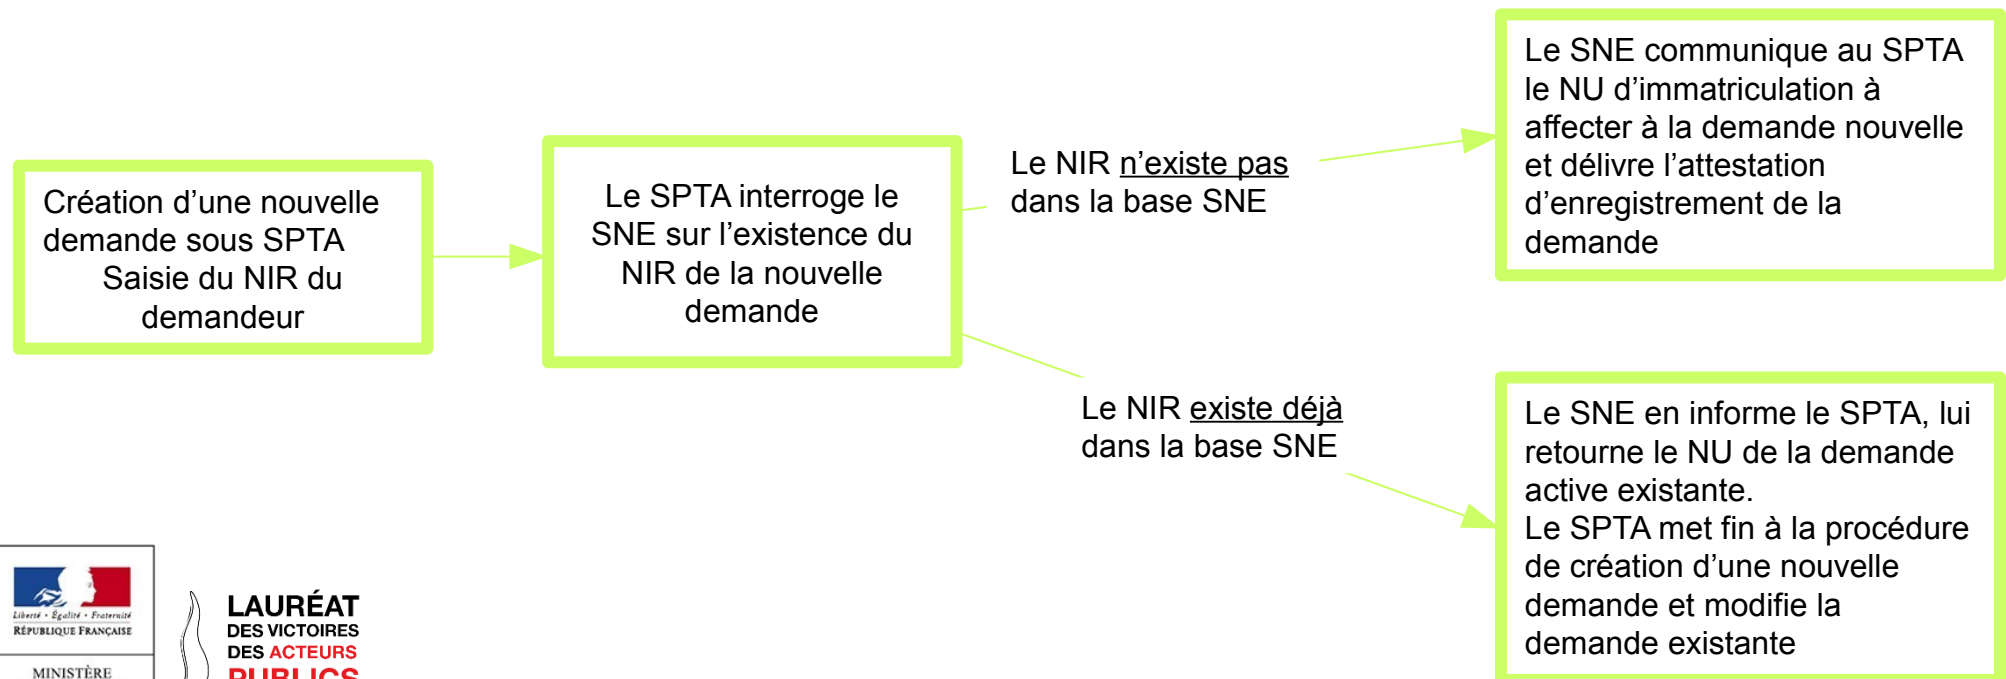 Création d’une nouvelle
demande sous SPTA
Saisie du NIR du
demandeur
Le SPTA interroge le
SNE sur l’existence du
NIR de la nouvelle
demande
Le NIR n’existe pas
dans la base SNE
Le SNE communique au SPTA
le NU d’immatriculation à
affecter à la demande nouvelle
et délivre l’attestation
d’enregistrement de la
demande
Le NIR existe déjà
dans la base SNE
Le SNE en informe le SPTA, lui
retourne le NU de la demande
active existante.
Le SPTA met fin à la procédure
de création d’une nouvelle
demande et modifie la
demande existante
Liberté • Égalité • Fraternité
RÉPUBLIQUE FRANÇAISE
MINISTÈRE
LAURÉAT
DES VICTOIRES
DES ACTEURS
PUBLICS